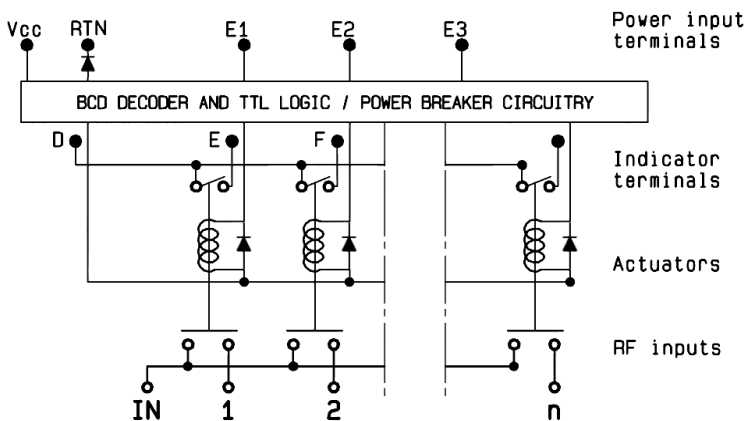 Vcc RTN E1 E2 E3 Power input
terminals
BCD DECODER AND TTL LOGIC / POWER BREAKER CIRCUITRY
D E F Indicator
terminals
Actuators
RF inputs
IN 1 2 n